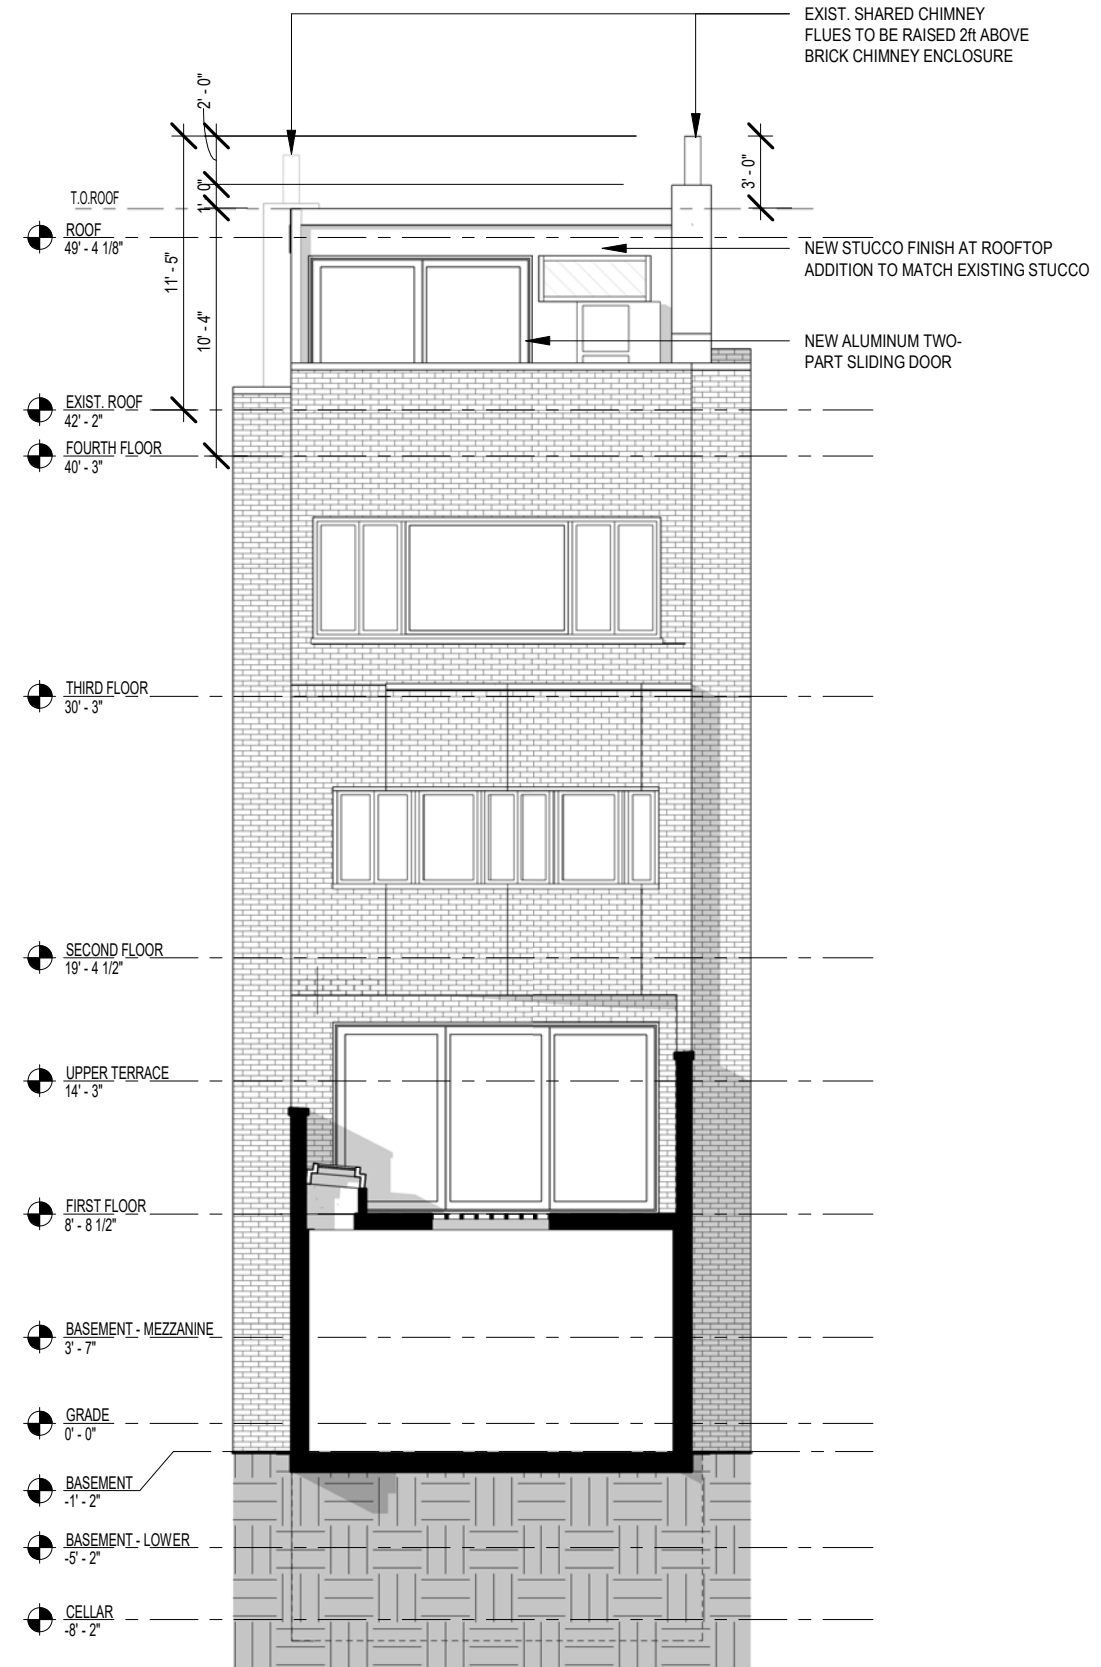 EXIST. SHARED CHIMNEY
FLUES TO BE RAISED 2ft ABOVE
BRICK CHIMNEY ENCLOSURE
2' - 0"
3' - 0"
1' - 0"
T.O.ROOF
ROOF
49' - 4 1/8"
NEW STUCCO FINISH AT ROOFTOP
ADDITION TO MATCH EXISTING STUCCO
11' - 5"
10' - 4"
NEW ALUMINUM TWO-
PART SLIDING DOOR
EXIST. ROOF
42' - 2"
FOURTH FLOOR
40' - 3"
THIRD FLOOR
30' - 3"
SECOND FLOOR
19' - 4 1/2"
UPPER TERRACE
14' - 3"
FIRST FLOOR
8' - 8 1/2"
BASEMENT - MEZZANINE
3' - 7"
GRADE
0' - 0"
BASEMENT
-1' - 2"
BASEMENT - LOWER
-5' - 2"
CELLAR
-8' - 2"